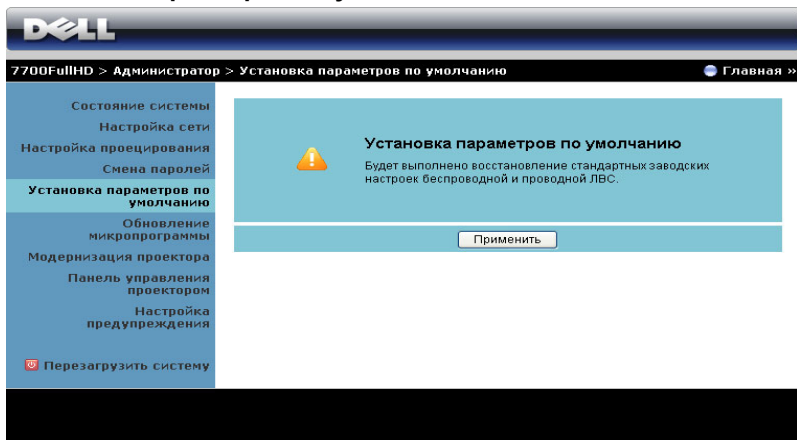 DELL
7700FullHD > Администратор > Установка параметров по умолчанию
Главная »
Состояние системы
Настройка сети
Настройка проецирования
Смена паролей
Установка параметров по
умолчанию
Обновление
микропрограммы
Модернизация проектора
Панель управления
проектором
Настройка
предупреждения
Перезагрузить систему
Установка параметров по умолчанию
Будет выполнено восстановление стандартных заводских
настроек беспроводной и проводной ЛВС.
Применить